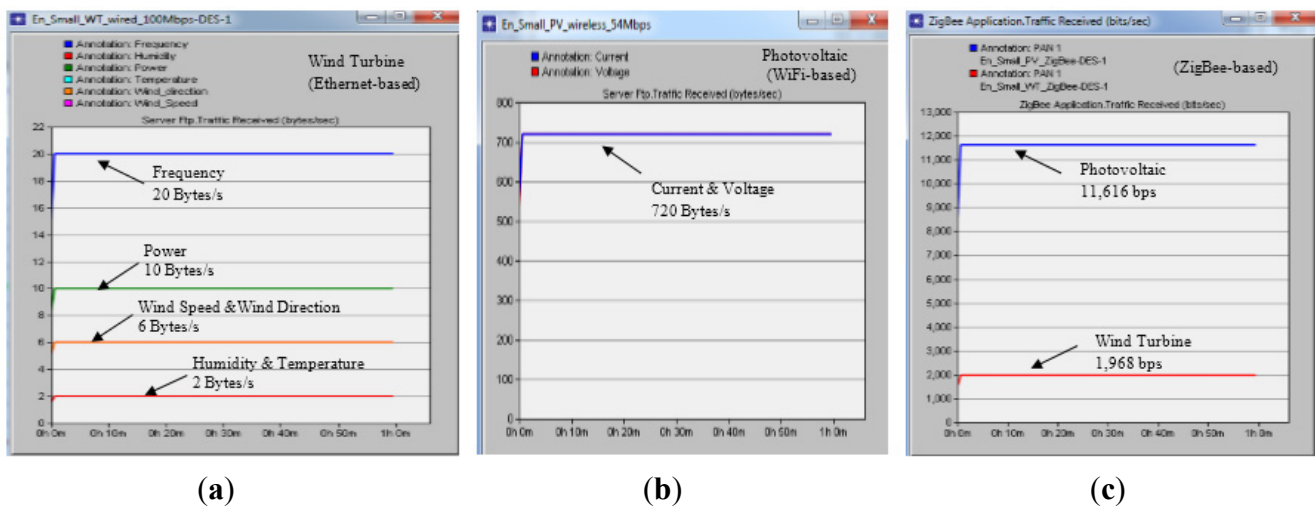 En_Small_WT_wired_100Mbps-DES-1
Annotation: Frequency
Annotation: Humidity
Annotation: Power
Annotation: Temperature
Annotation: Wind_direction
Annotation: Wind_Speed
Wind Turbine
(Ethernet-based)
Server Ftp.Traffic Received (bytes/sec)
22
20
18
16
14
12
10
8
6
4
2
0
Frequency
20 Bytes/s
Power
10 Bytes/s
Wind Speed &Wind Direction
6 Bytes/s
Humidity & Temperature
2 Bytes/s
0h 0m 0h 10m 0h 20m 0h 30m 0h 40m 0h 50m 1h 0m
(a)
En_Small_PV_wireless_54Mbps
Annotation: Current
Annotation: Voltage
Photovoltaic
(WiFi-based)
Server Ftp.Traffic Received (bytes/sec)
800
700
600
500
400
300
200
100
0
Current & Voltage
720 Bytes/s
0h 0m 0h 10m 0h 20m 0h 30m 0h 40m 0h 50m 1h 0m
(b)
ZigBee Application.Traffic Received (bits/sec)
Annotation: PAN 1
En_Small_PV_ZigBee-DES-1
Annotation: PAN 1
En_Small_WT_ZigBee-DES-1
(ZigBee-based)
ZigBee Application.Traffic Received (bits/sec)
13,000
12,000
11,000
10,000
9,000
8,000
7,000
6,000
5,000
4,000
3,000
2,000
1,000
0
Photovoltaic
11,616 bps
Wind Turbine
1,968 bps
0h 0m 0h 10m 0h 20m 0h 30m 0h 40m 0h 50m 1h 0m
(c)